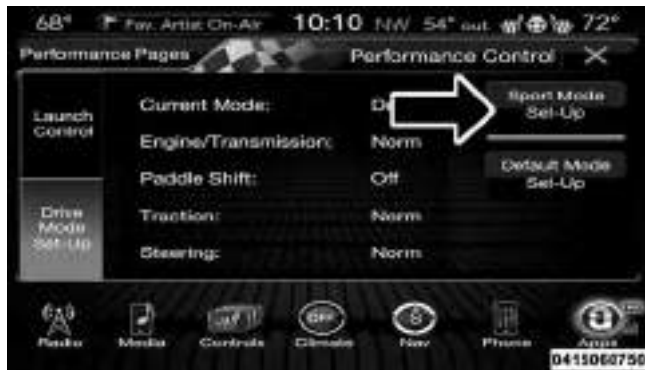 68° Fav. Artist On-Air 10:10 NW 54° out 72°
Performance Pages Performance Control
Launch Control
Drive Mode Set-Up
Current Mode:
Engine/Transmission: Norm
Paddle Shift: Off
Traction: Norm
Steering: Norm
Sport Mode
Set-Up
Default Mode
Set-Up
Radio Media Controls OFF Climate Nav Phone Apps
0415060750